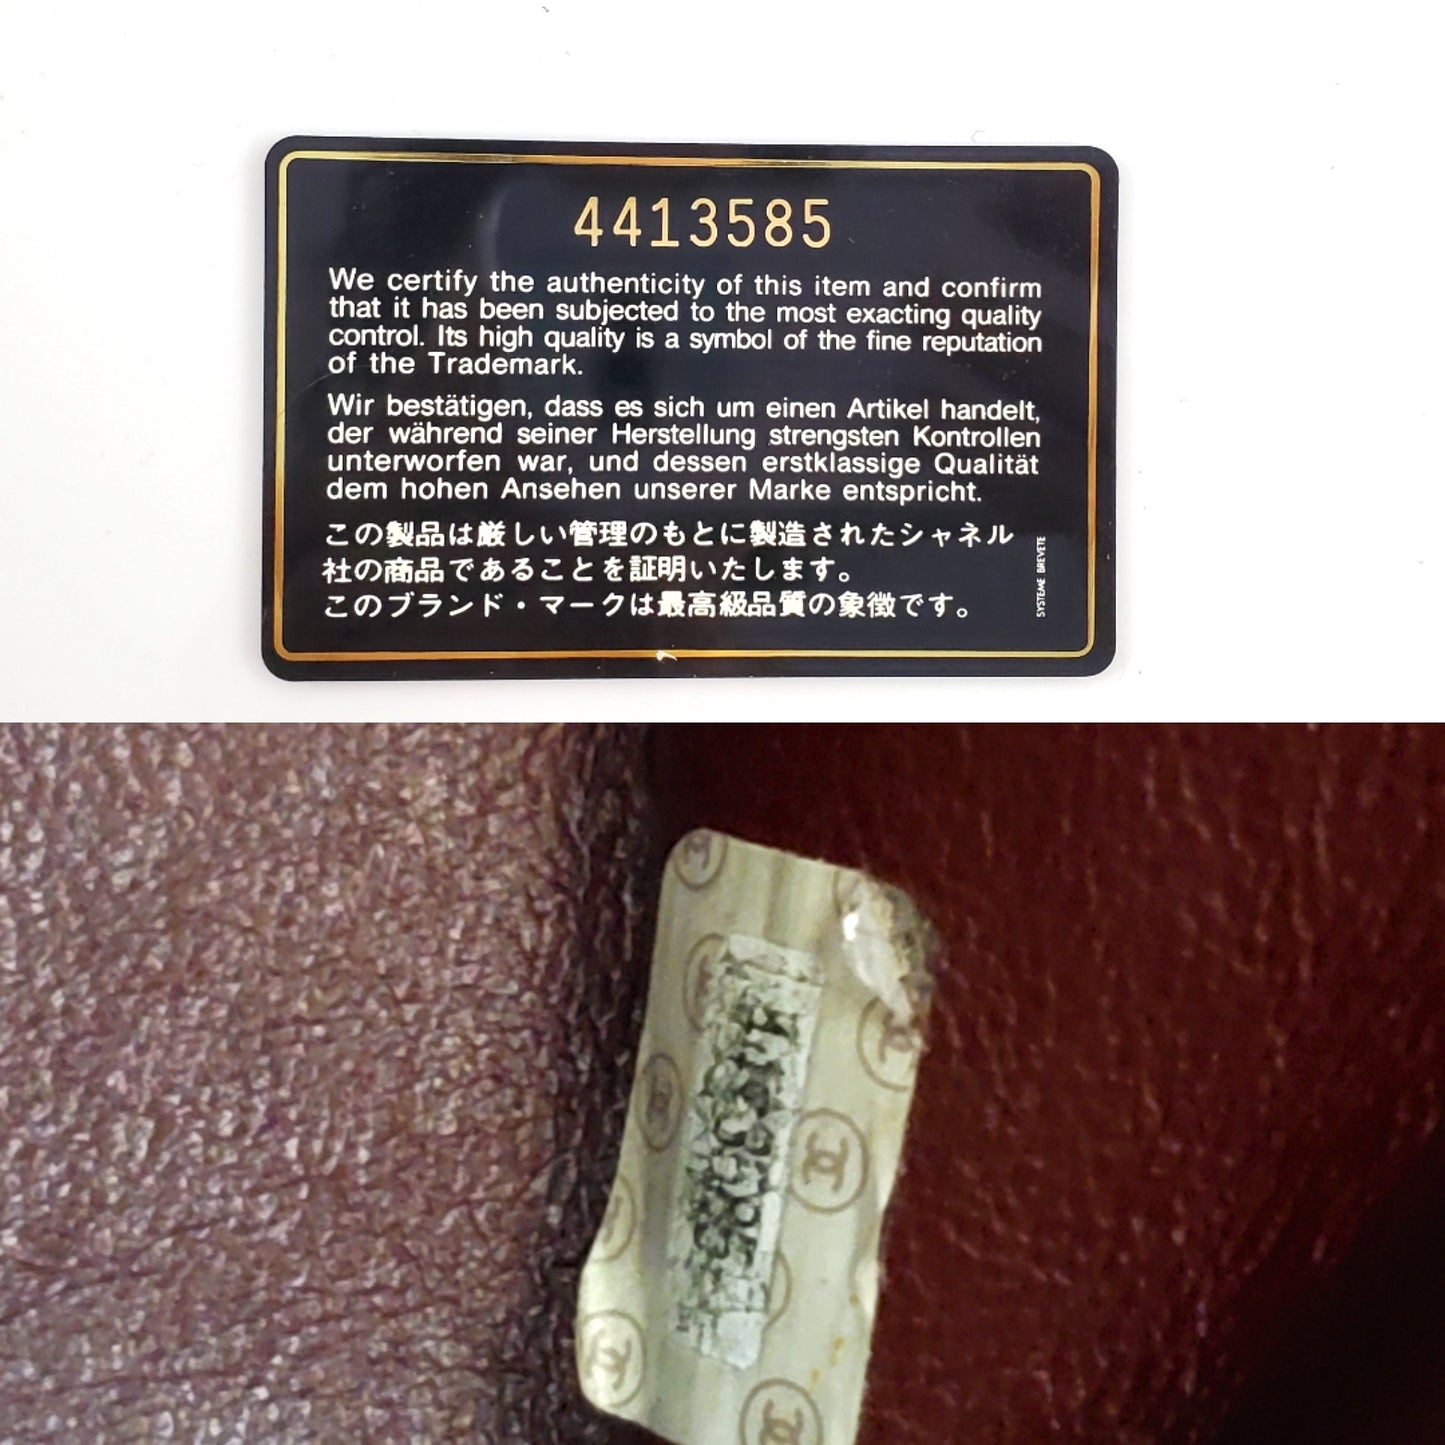 4413585
We certify the authenticity of this item and confirm
that it has been subjected to the most exacting quality
control. Its high quality is a symbol of the fine reputation
of the Trademark.
Wir bestätigen, dass es sich um einen Artikel handelt,
der während seiner Herstellung strengsten Kontrollen
unterworfen war, und dessen erstklassige Qualität
dem hohen Ansehen unserer Marke entspricht.
この製品は厳しい管理のもとに製造されたシャネル
社の商品であることを証明いたします。
このブランド・マークは最高級品質の象徴です。
SYSTEME BREVETE